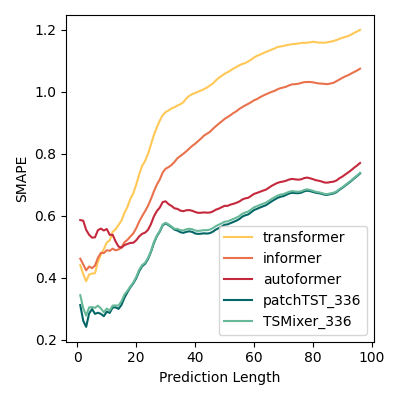 1.2
1.0
0.8
0.6
0.4
0.2
SMAPE
transformer
informer
autoformer
patchTST_336
TSMixer_336
0 20 40 60 80 100
Prediction Length